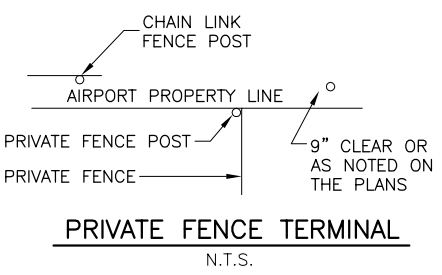 CHAIN LINK
FENCE POST
AIRPORT PROPERTY LINE
PRIVATE FENCE POST
PRIVATE FENCE
9" CLEAR OR
AS NOTED ON
THE PLANS
PRIVATE FENCE TERMINAL
N.T.S.